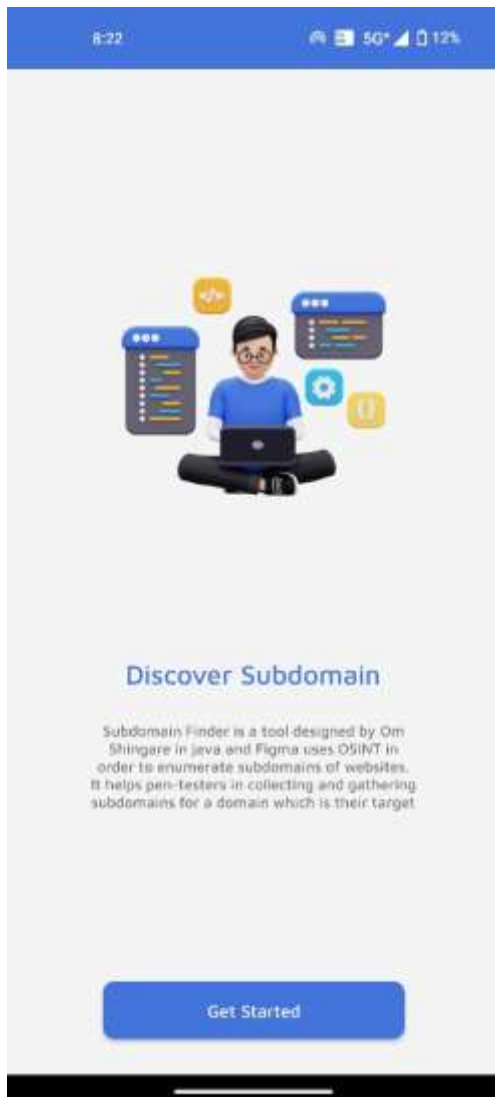 8:22
5G+ 12%
</>
{}
Discover Subdomain
Subdomain Finder is a tool designed by Om
Shingare in java and Figma uses OSINT in
order to enumerate subdomains of websites.
It helps pen-testers in collecting and gathering
subdomains for a domain which is their target
Get Started